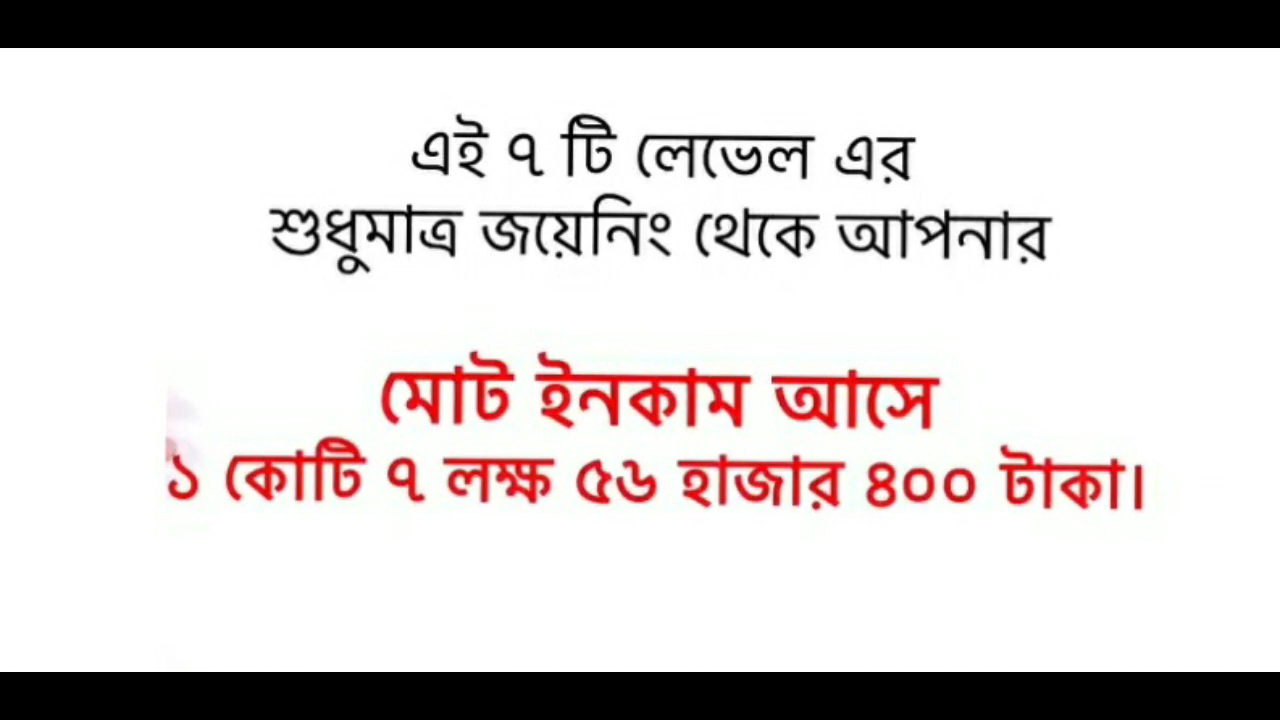 এই ৭ টি লেভেল এর
শুধুমাত্র জয়েনিং থেকে আপনার
মোট ইনকাম আসে
১ কোটি ৭ লক্ষ ৫৬ হাজার ৪০০ টাকা।